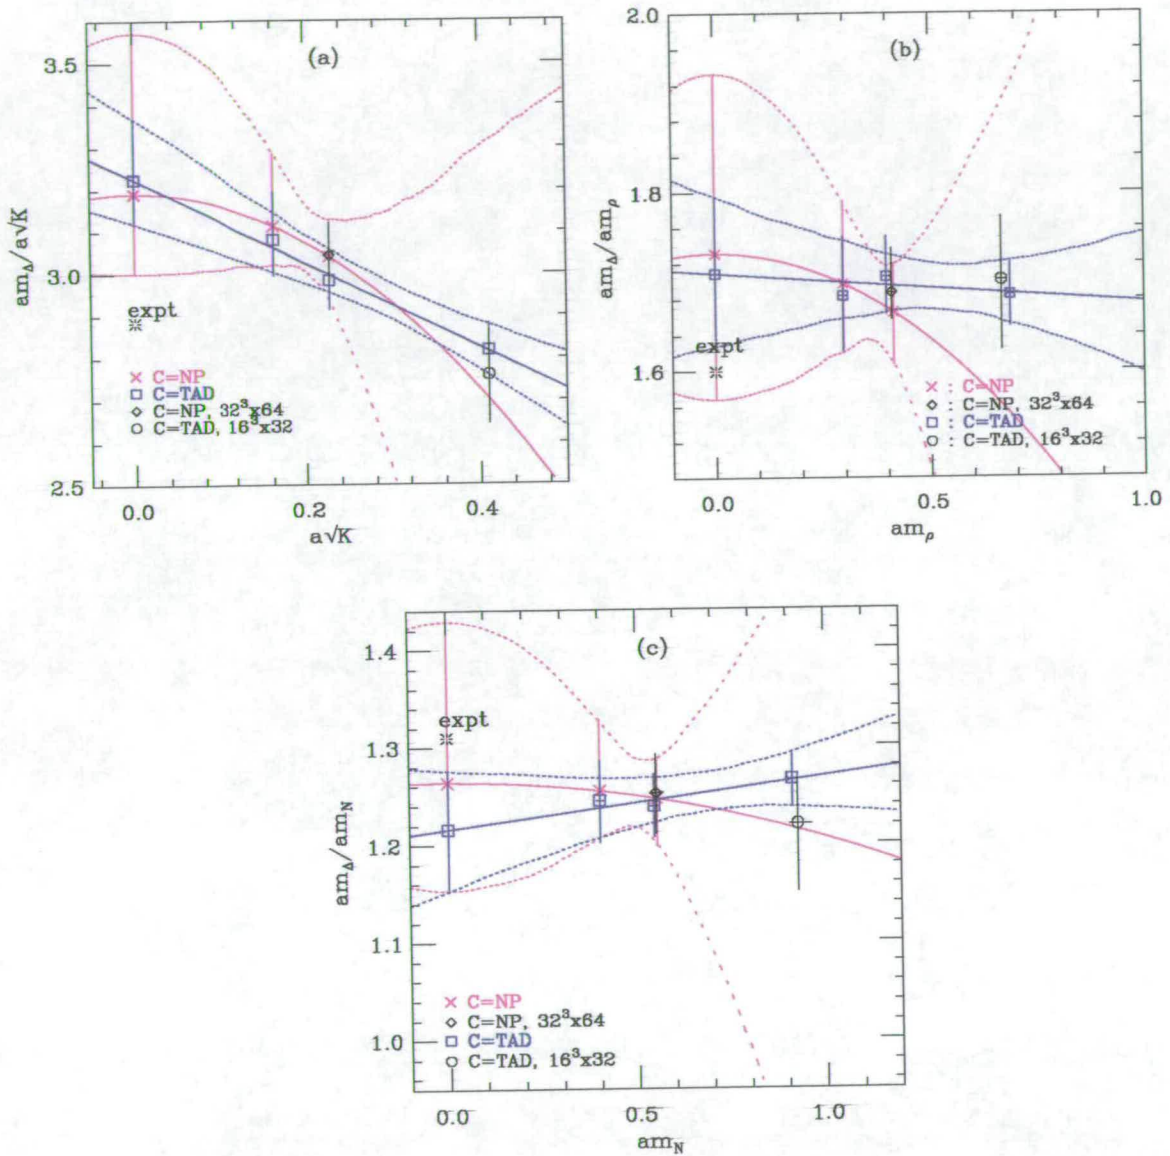 (a)
3.5
3.0
2.5
am_Δ/a√K
expt
C=NP
C=TAD
C=NP, 32³x64
C=TAD, 16³x32
0.0
0.2
0.4
a√K
(b)
2.0
1.8
1.6
am_Δ/am_ρ
expt
C=NP
C=NP, 32³x64
C=TAD
C=TAD, 16³x32
0.0
0.5
1.0
am_ρ
(c)
1.4
1.3
1.2
1.1
1.0
am_Δ/am_N
expt
C=NP
C=NP, 32³x64
C=TAD
C=TAD, 16³x32
0.0
0.5
1.0
am_N